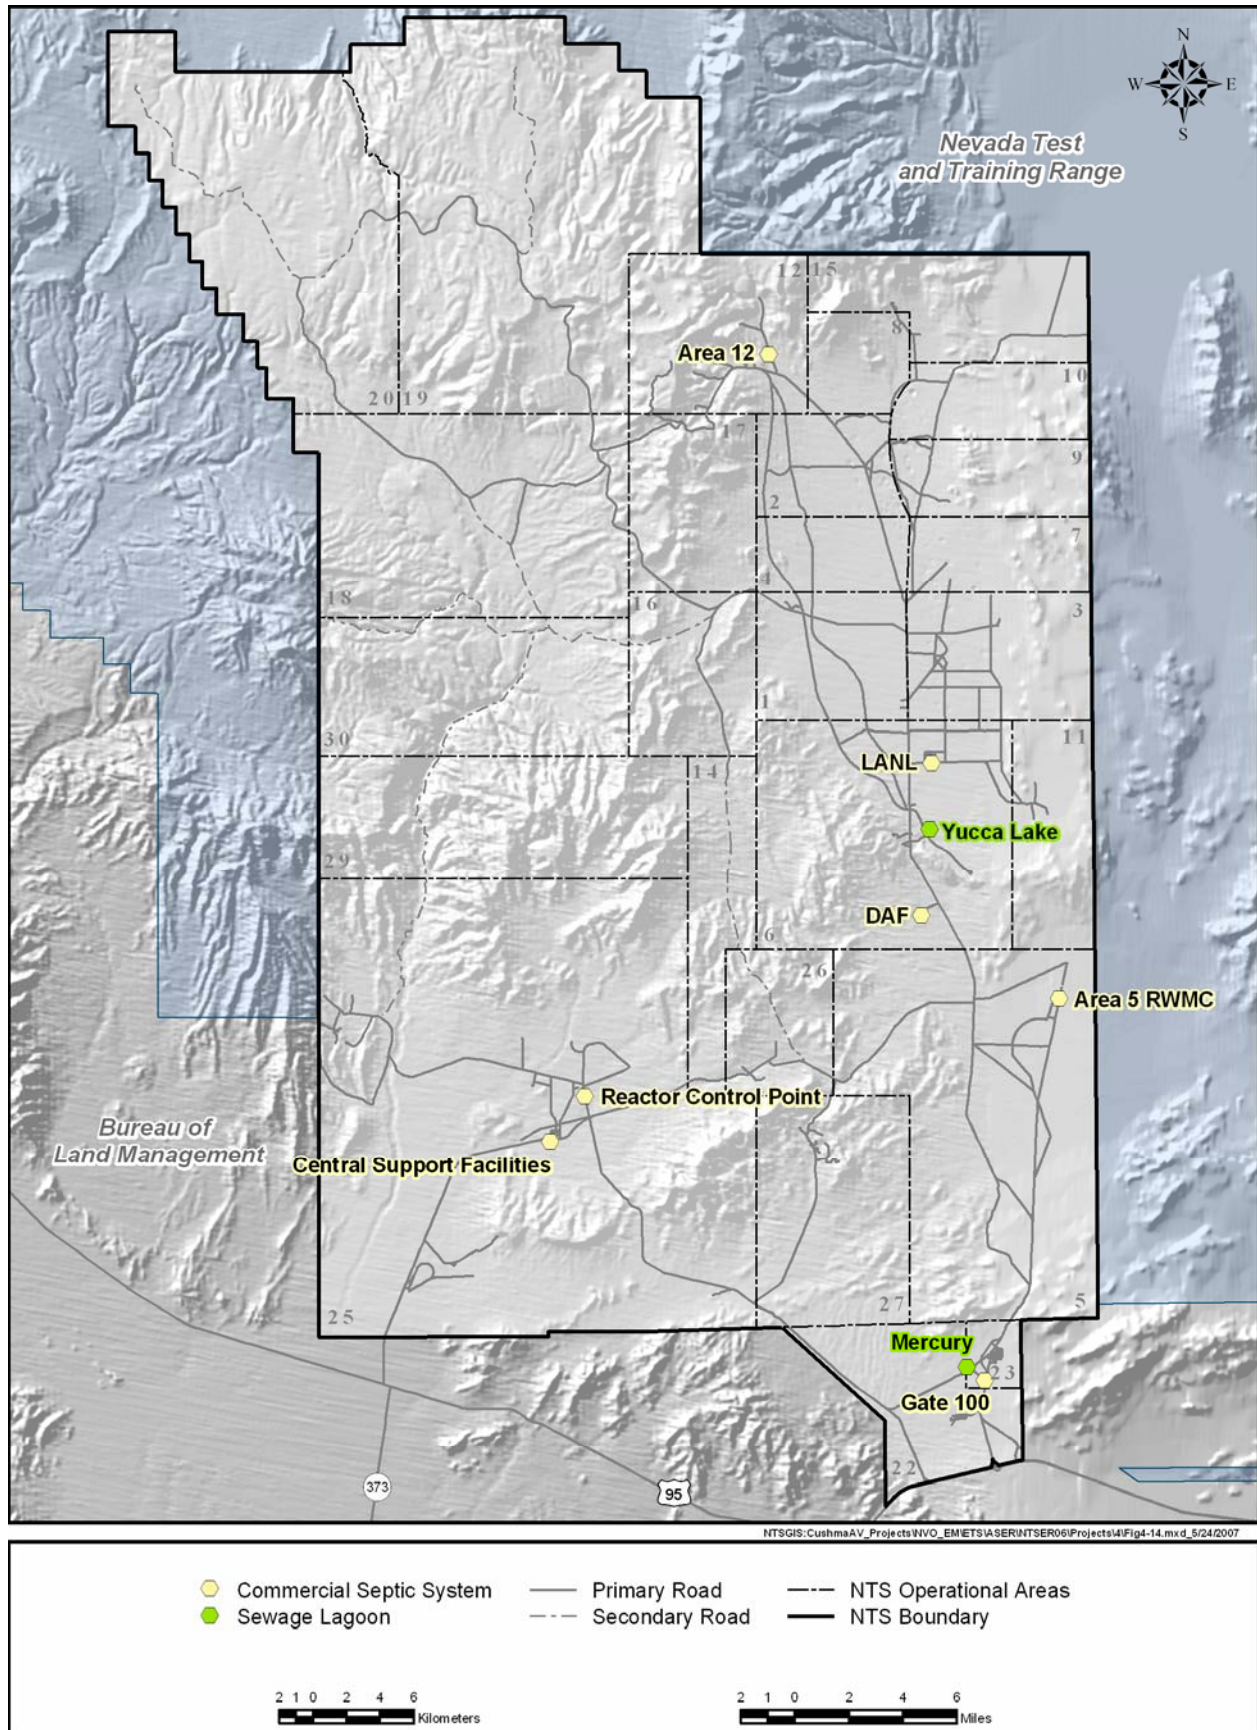 N
W E
S
Nevada Test
and Training Range
12 15
8
Area 12
10
20 19
17
9
2
7
4
18
16
3
1
30
11
14
LANL
Yucca Lake
29
DAF
6
26
Area 5 RWMC
Reactor Control Point
Bureau of
Land Management
Central Support Facilities
25
27
5
Mercury
23
Gate 100
22
373
95
NTSGIS:CushmaAV_Projects\NVO_EM\ETS\ASER\NTSER06\Projects\4\Fig4-14.mxd_5/24/2007
Commercial Septic System Primary Road NTS Operational Areas
Sewage Lagoon Secondary Road NTS Boundary
2 1 0 2 4 6
Kilometers
2 1 0 2 4 6
Miles